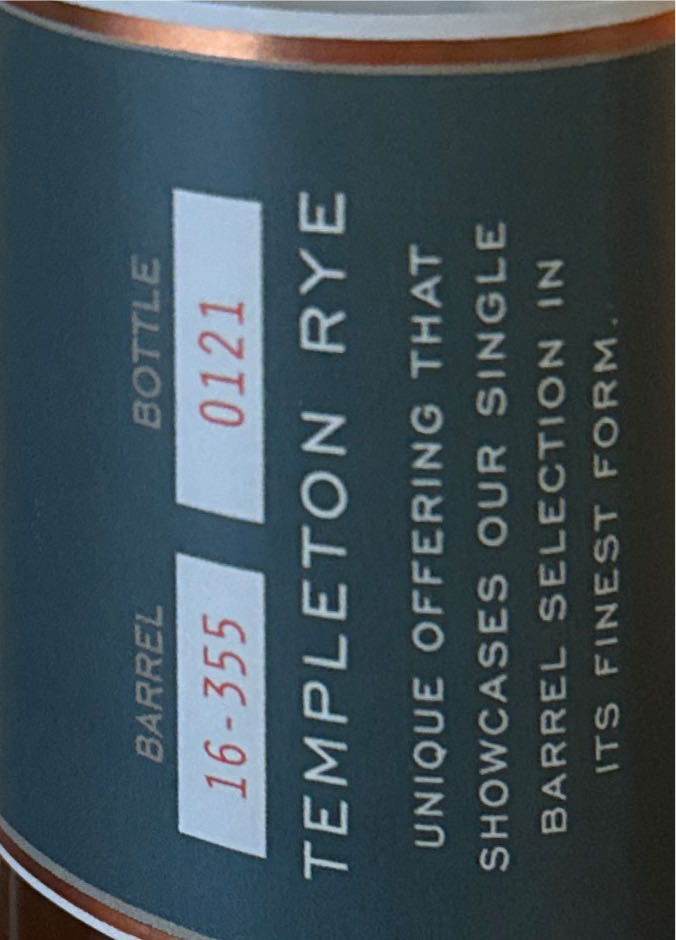 BARREL BOTTLE
16-355 0121
TEMPLETON RYE
UNIQUE OFFERING THAT
SHOWCASES OUR SINGLE
BARREL SELECTION IN
ITS FINEST FORM.